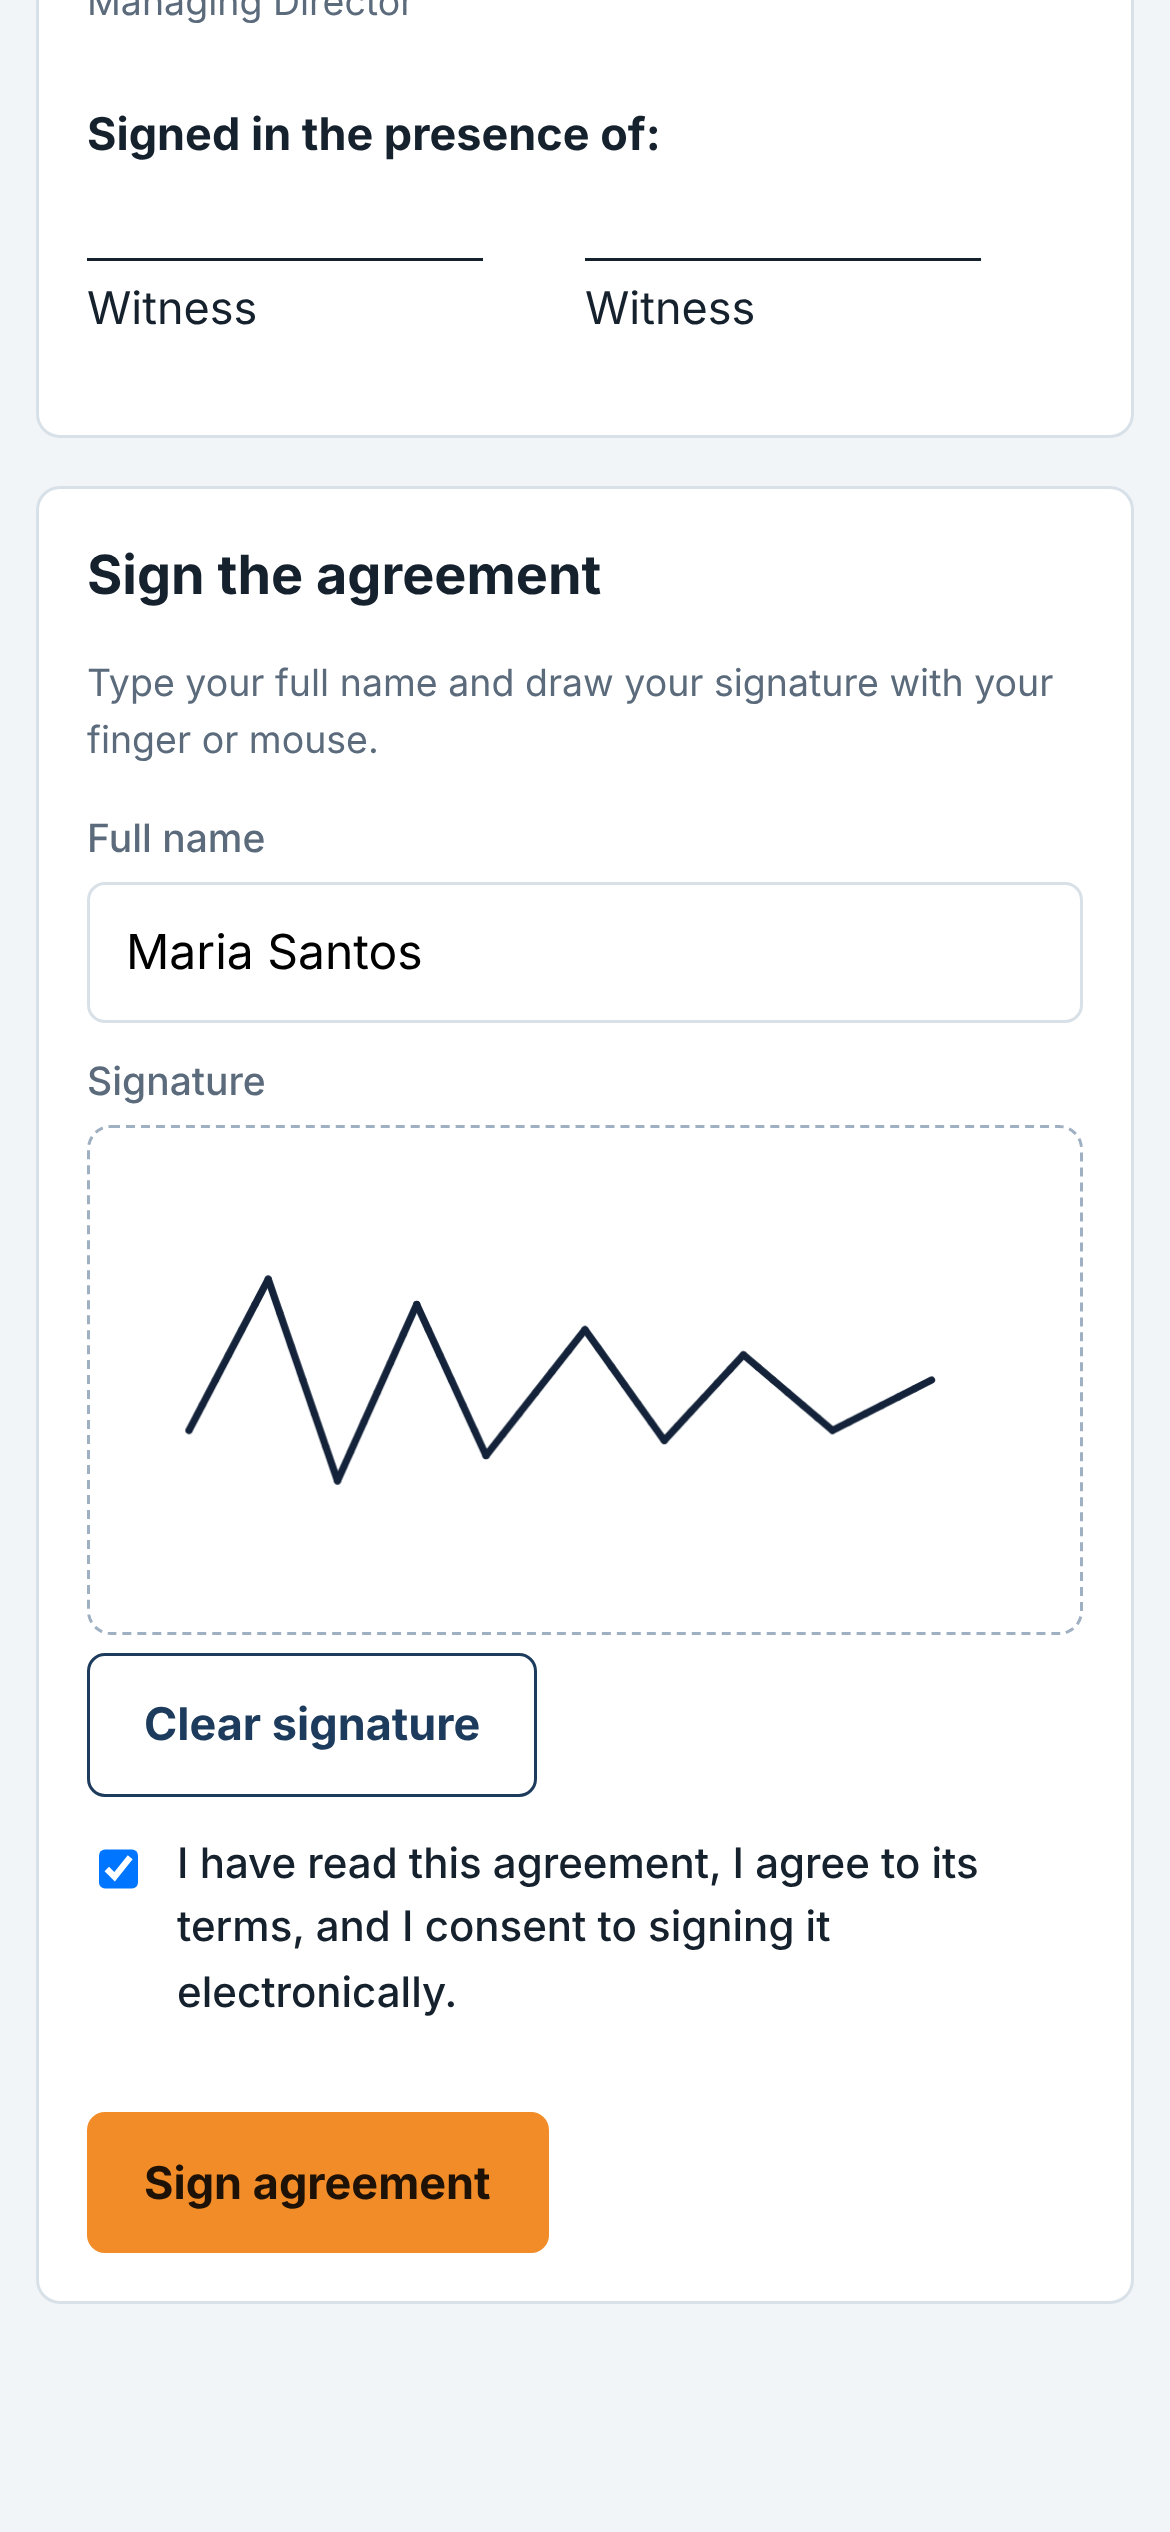 Managing Director
Signed in the presence of:
Witness Witness
Sign the agreement
Type your full name and draw your signature with your
finger or mouse.
Full name
Maria Santos
Signature
Clear signature
I have read this agreement, I agree to its
terms, and I consent to signing it
electronically.
Sign agreement